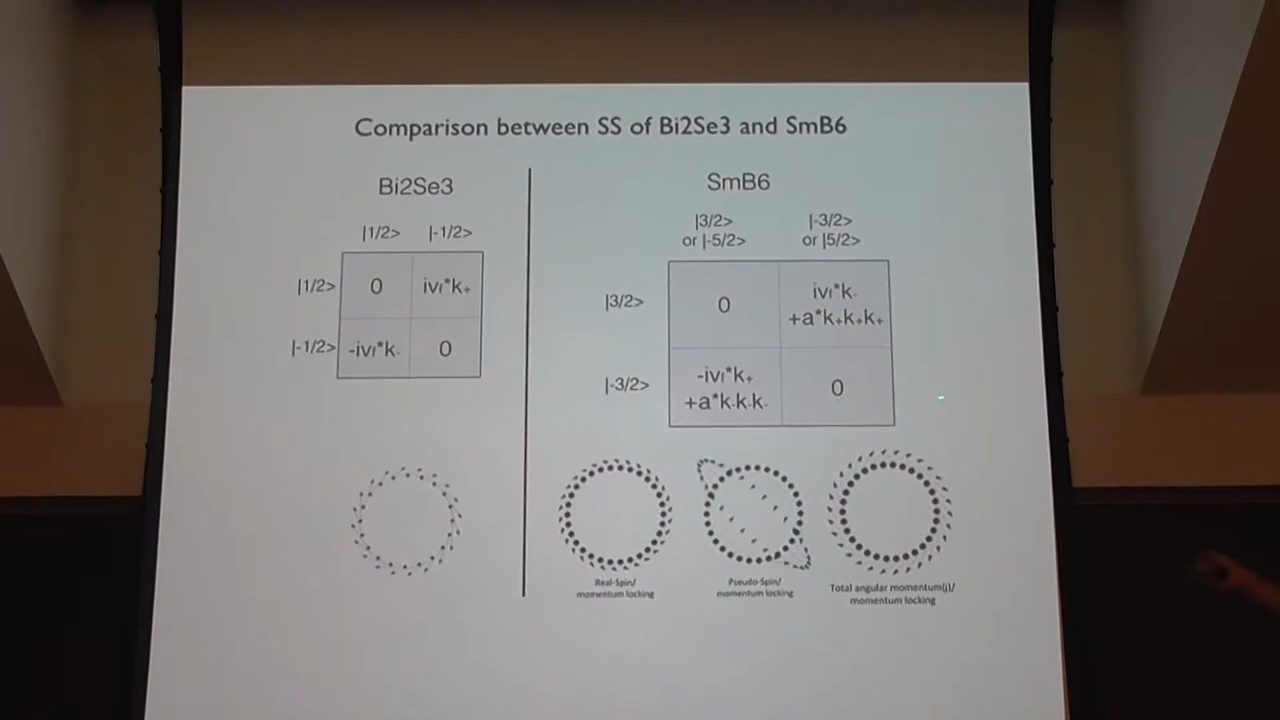 Comparison between SS of Bi2Se3 and SmB6
Bi2Se3
|1/2> |-1/2>
|1/2> 0 ivf*k+
|-1/2> -ivf*k- 0
SmB6
|3/2> |-3/2>
or |-5/2> or |5/2>
|3/2> 0 ivf*k-
+a*k+k+k+
|-3/2> -ivf*k+ 0
+a*k-k-k-
Real-Spin/
momentum locking
Pseudo-Spin/
momentum locking
Total angular momentum(j)/
momentum locking